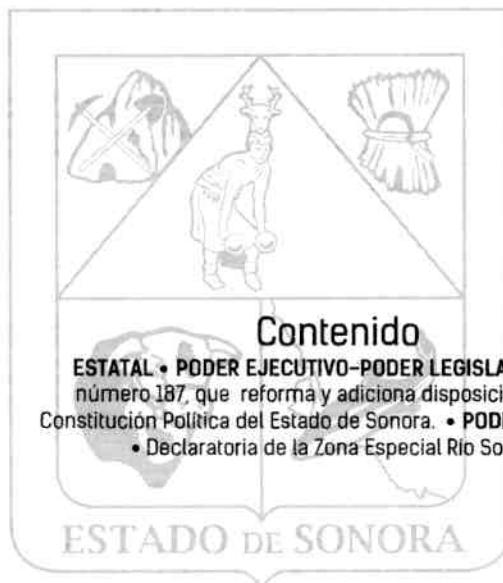 Contenido
ESTATAL • PODER EJECUTIVO-PODER LEGISLA
número 187, que reforma y adiciona disposici
Constitución Política del Estado de Sonora. • POD
• Declaratoria de la Zona Especial Río So
ESTADO DE SONORA